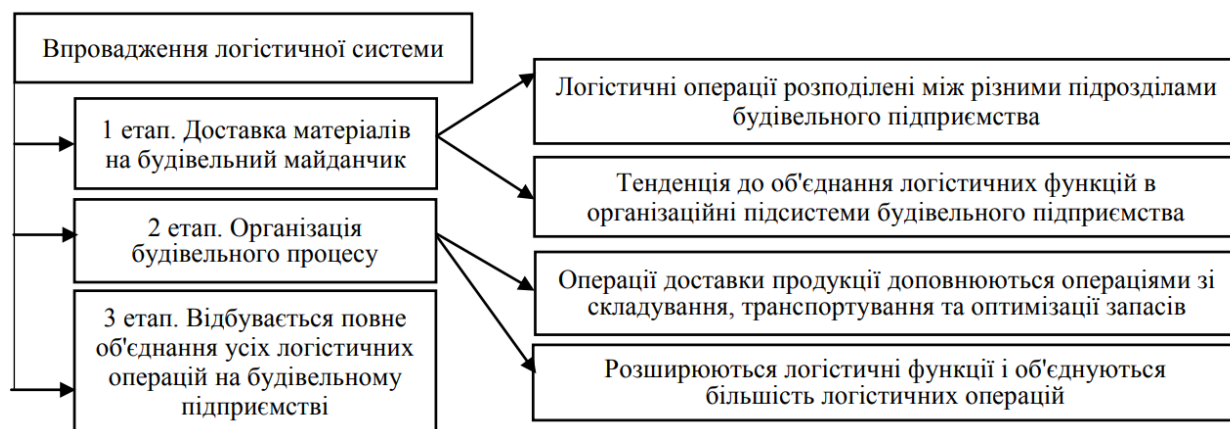 Впровадження логістичної системи
1 етап. Доставка матеріалів
на будівельний майданчик
2 етап. Організація
будівельного процесу
3 етап. Відбувається повне
об'єднання усіх логістичних
операцій на будівельному
підприємстві
Логістичні операції розподілені між різними підрозділами
будівельного підприємства
Тенденція до об'єднання логістичних функцій в
організаційні підсистеми будівельного підприємства
Операції доставки продукції доповнюються операціями зі
складування, транспортування та оптимізації запасів
Розширюються логістичні функції і об'єднуються
більшість логістичних операцій